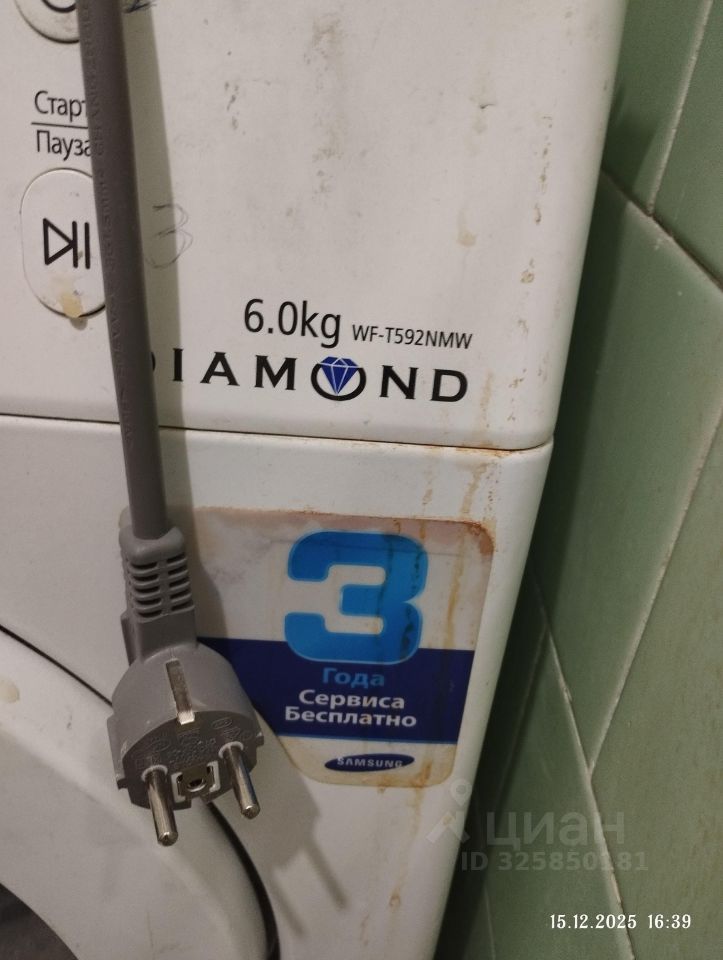 Старт
Пауза
3
6.0kg WF-T592NMW
DIAMOND
3
Года
Сервиса
Бесплатно
SAMSUNG
циан
ID 325850181
15.12.2025 16:39